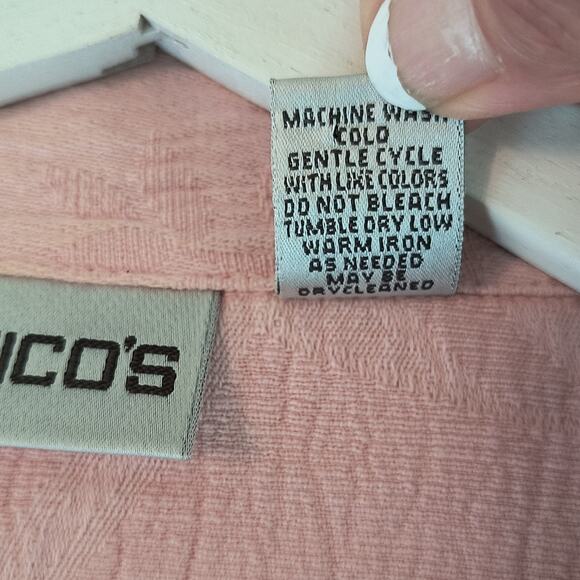 MACHINE WASH
COLD
GENTLE CYCLE
WITH LIKE COLORS
DO NOT BLEACH
TUMBLE DRY LOW
WARM IRON
AS NEEDED
MAY BE
DRYCLEANED
ICO'S